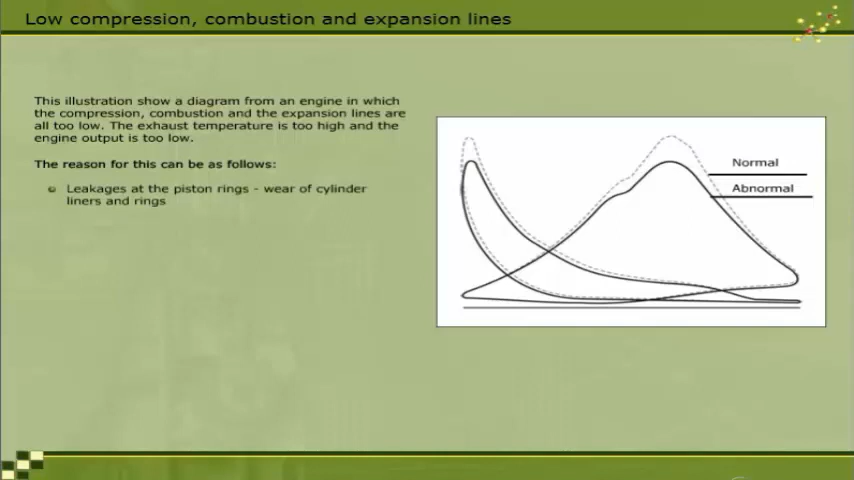 Low compression, combustion and expansion lines
This illustration show a diagram from an engine in which
the compression, combustion and the expansion lines are
all too low. The exhaust temperature is too high and the
engine output is too low.
The reason for this can be as follows:
Leakages at the piston rings - wear of cylinder
liners and rings
Normal
Abnormal